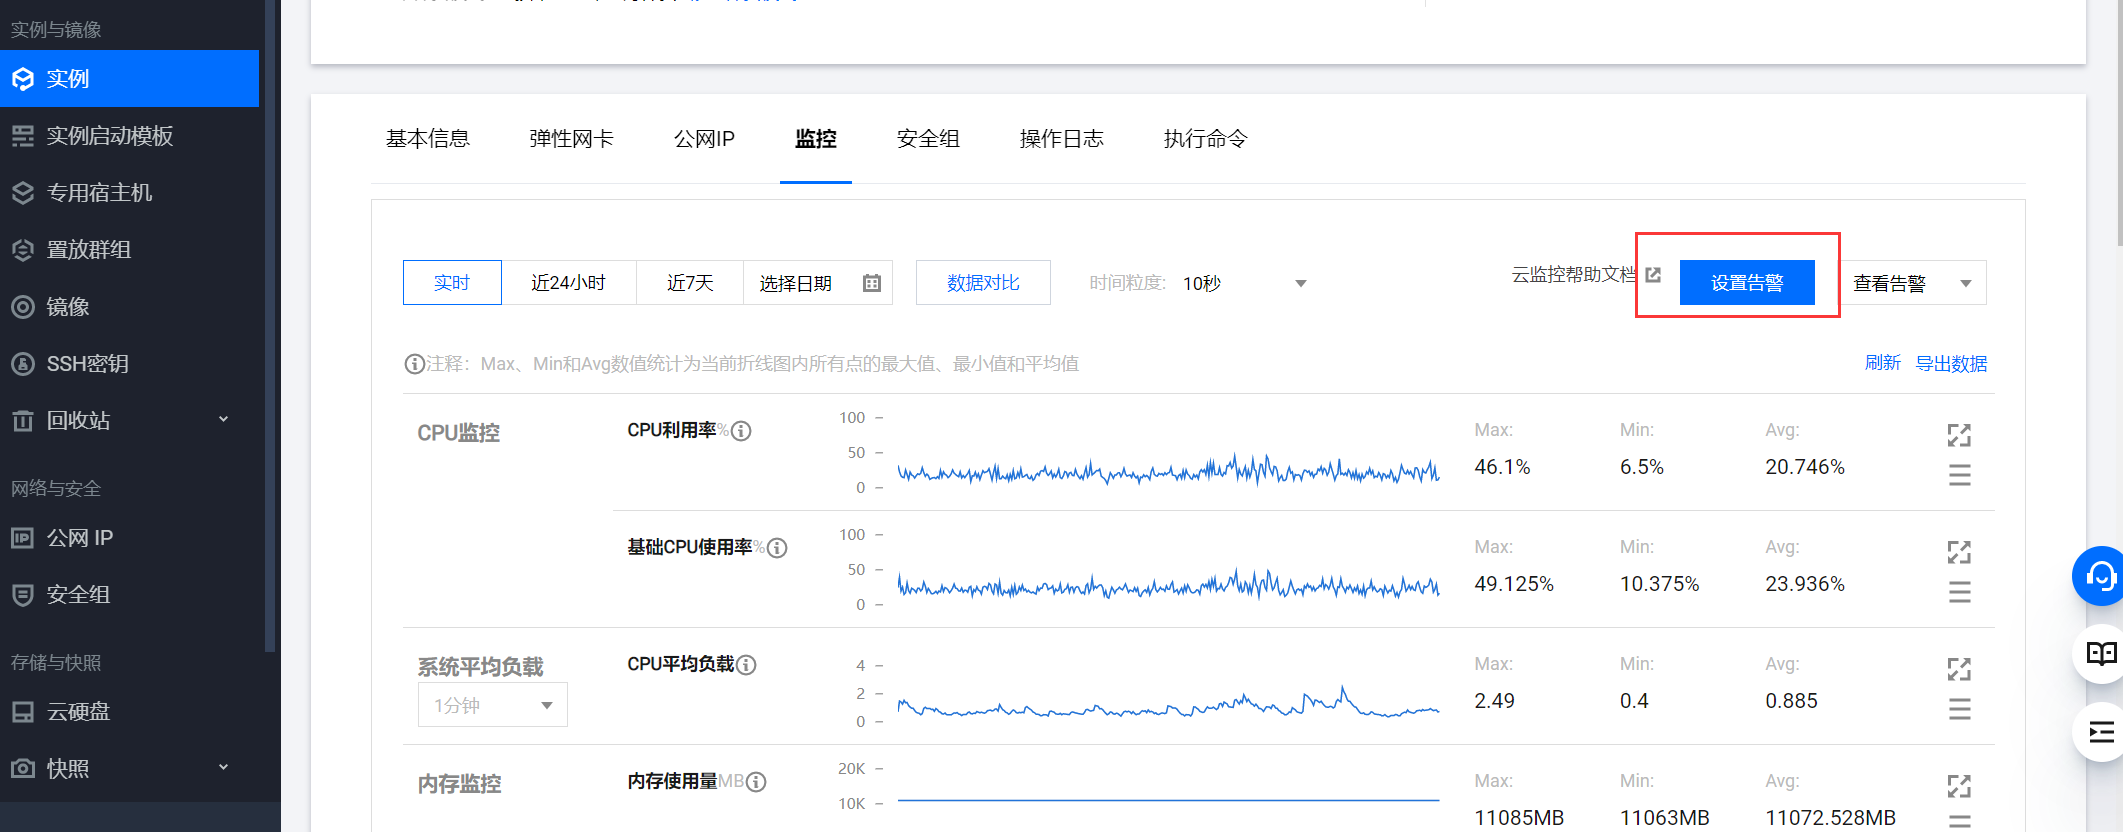 实例与镜像
实例
实例启动模板
专用宿主机
置放群组
镜像
SSH密钥
回收站
网络与安全
公网 IP
安全组
存储与快照
云硬盘
快照
基本信息 弹性网卡 公网IP 监控 安全组 操作日志 执行命令
实时 近24小时 近7天 选择日期 数据对比 时间粒度: 10秒 云监控帮助文档 设置告警 查看告警
注释：Max、Min和Avg数值统计为当前折线图内所有点的最大值、最小值和平均值 刷新 导出数据
CPU监控 CPU利用率% 100 50 0 Max: 46.1% Min: 6.5% Avg: 20.746%
基础CPU使用率% 100 50 0 Max: 49.125% Min: 10.375% Avg: 23.936%
系统平均负载 1分钟 CPU平均负载 4 2 0 Max: 2.49 Min: 0.4 Avg: 0.885
内存监控 内存使用量MB 20K 10K Max: 11085MB Min: 11063MB Avg: 11072.528MB